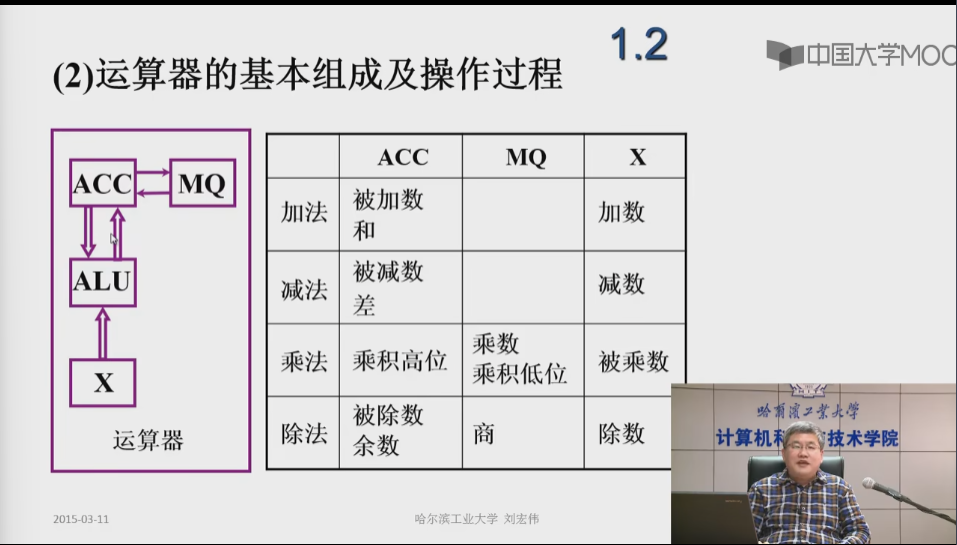 1.2
中国大学MOOC
(2)运算器的基本组成及操作过程
ACC
MQ
ALU
X
运算器
ACC MQ X
加法 被加数 和 加数
减法 被减数 差 减数
乘法 乘积高位 乘数 乘积低位 被乘数
除法 被除数 余数 商 除数
哈尔滨工业大学
计算机科 技术学院
2015-03-11
哈尔滨工业大学 刘宏伟